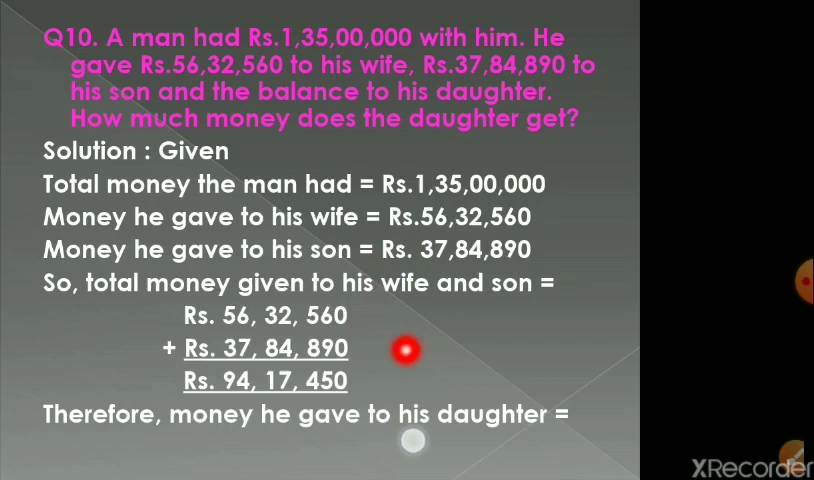 Q10. A man had Rs.1,35,00,000 with him. He
gave Rs.56,32,560 to his wife, Rs.37,84,890 to
his son and the balance to his daughter.
How much money does the daughter get?
Solution : Given
Total money the man had = Rs.1,35,00,000
Money he gave to his wife = Rs.56,32,560
Money he gave to his son = Rs. 37,84,890
So, total money given to his wife and son =
Rs. 56, 32, 560
+ Rs. 37, 84, 890
Rs. 94, 17, 450
Therefore, money he gave to his daughter =
XRecorder